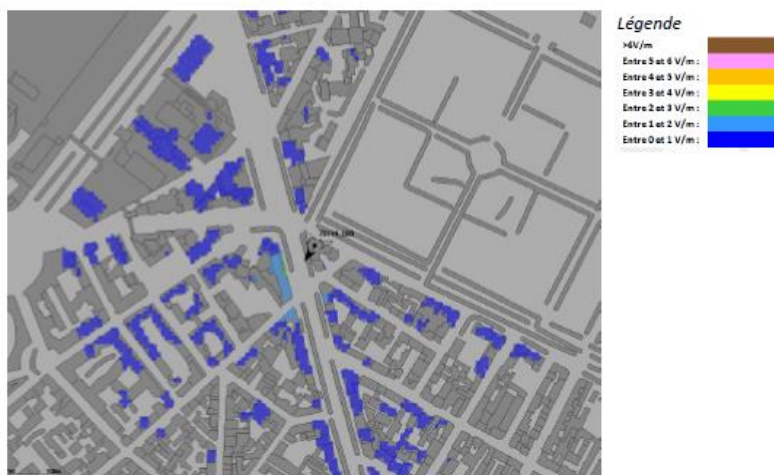 Légende
>6V/m
Entre 5 et 6 V/m :
Entre 4 et 5 V/m :
Entre 3 et 4 V/m :
Entre 2 et 3 V/m :
Entre 1 et 2 V/m :
Entre 0 et 1 V/m :